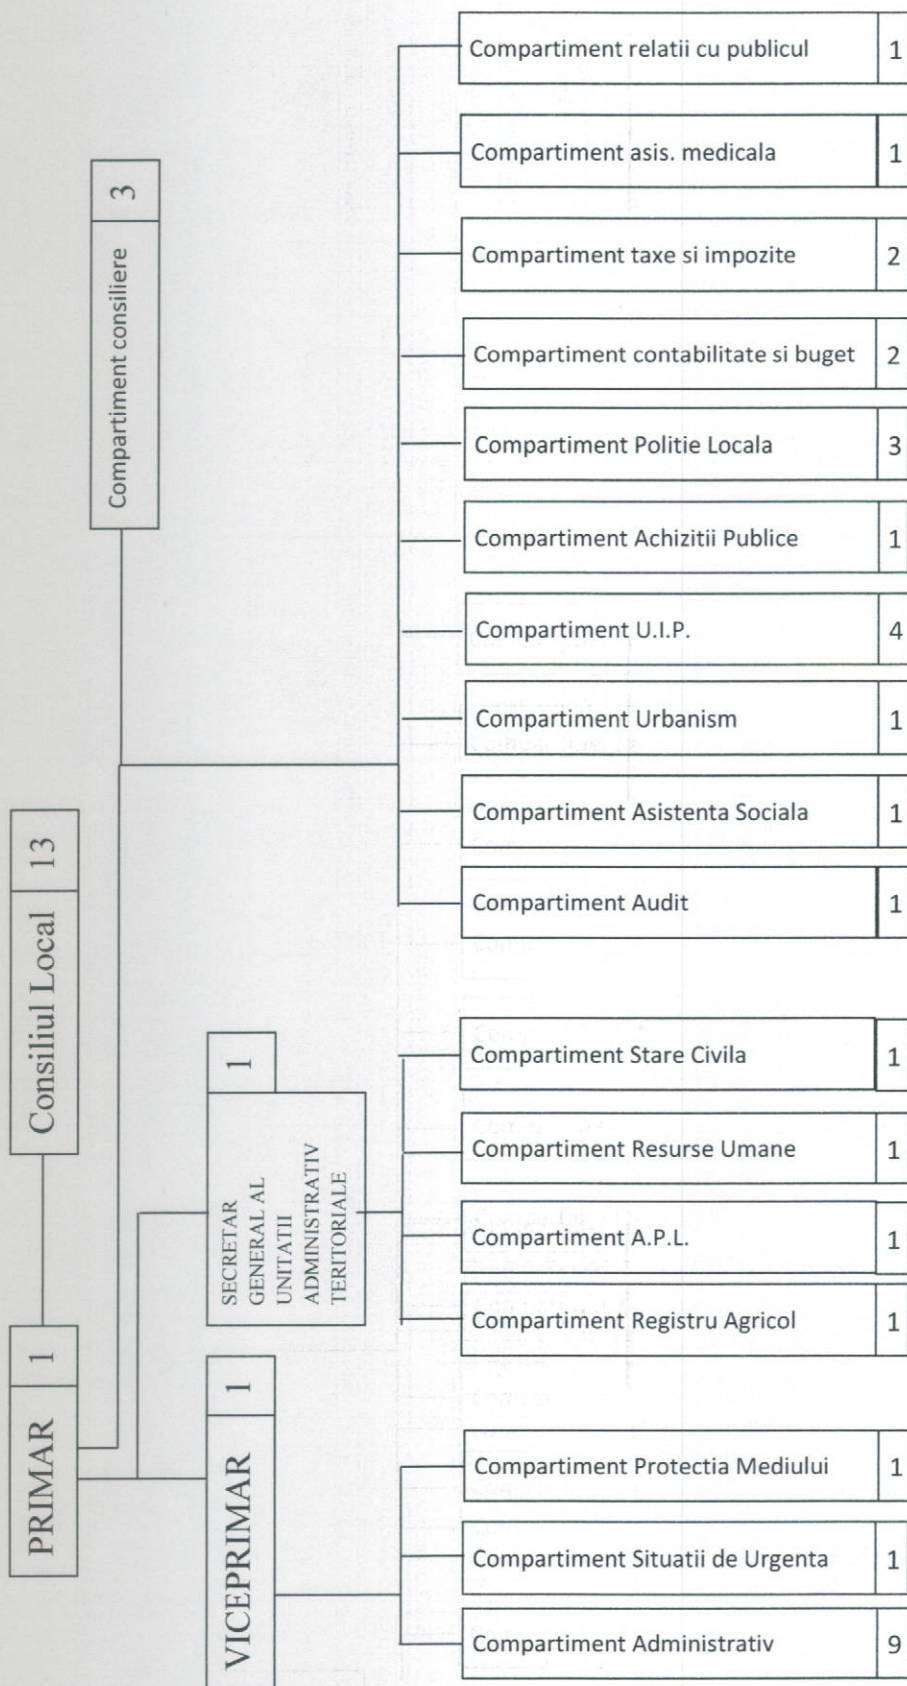 Compartiment relatii cu publicul 1
Compartiment asis. medicala 1
Compartiment taxe si impozite 2
Compartiment contabilitate si buget 2
Compartiment Politie Locala 3
Compartiment Achizitii Publice 1
Compartiment U.I.P. 4
Compartiment Urbanism 1
Compartiment Asistenta Sociala 1
Compartiment Audit 1
Compartiment Stare Civila 1
Compartiment Resurse Umane 1
Compartiment A.P.L. 1
Compartiment Registru Agricol 1
Compartiment Protectia Mediului 1
Compartiment Situatii de Urgenta 1
Compartiment Administrativ 9
Compartiment consiliere 3
Consiliul Local 13
PRIMAR 1
SECRETAR
GENERAL AL
UNITATII
ADMINISTRATIV
TERITORIALE
1
VICEPRIMAR 1